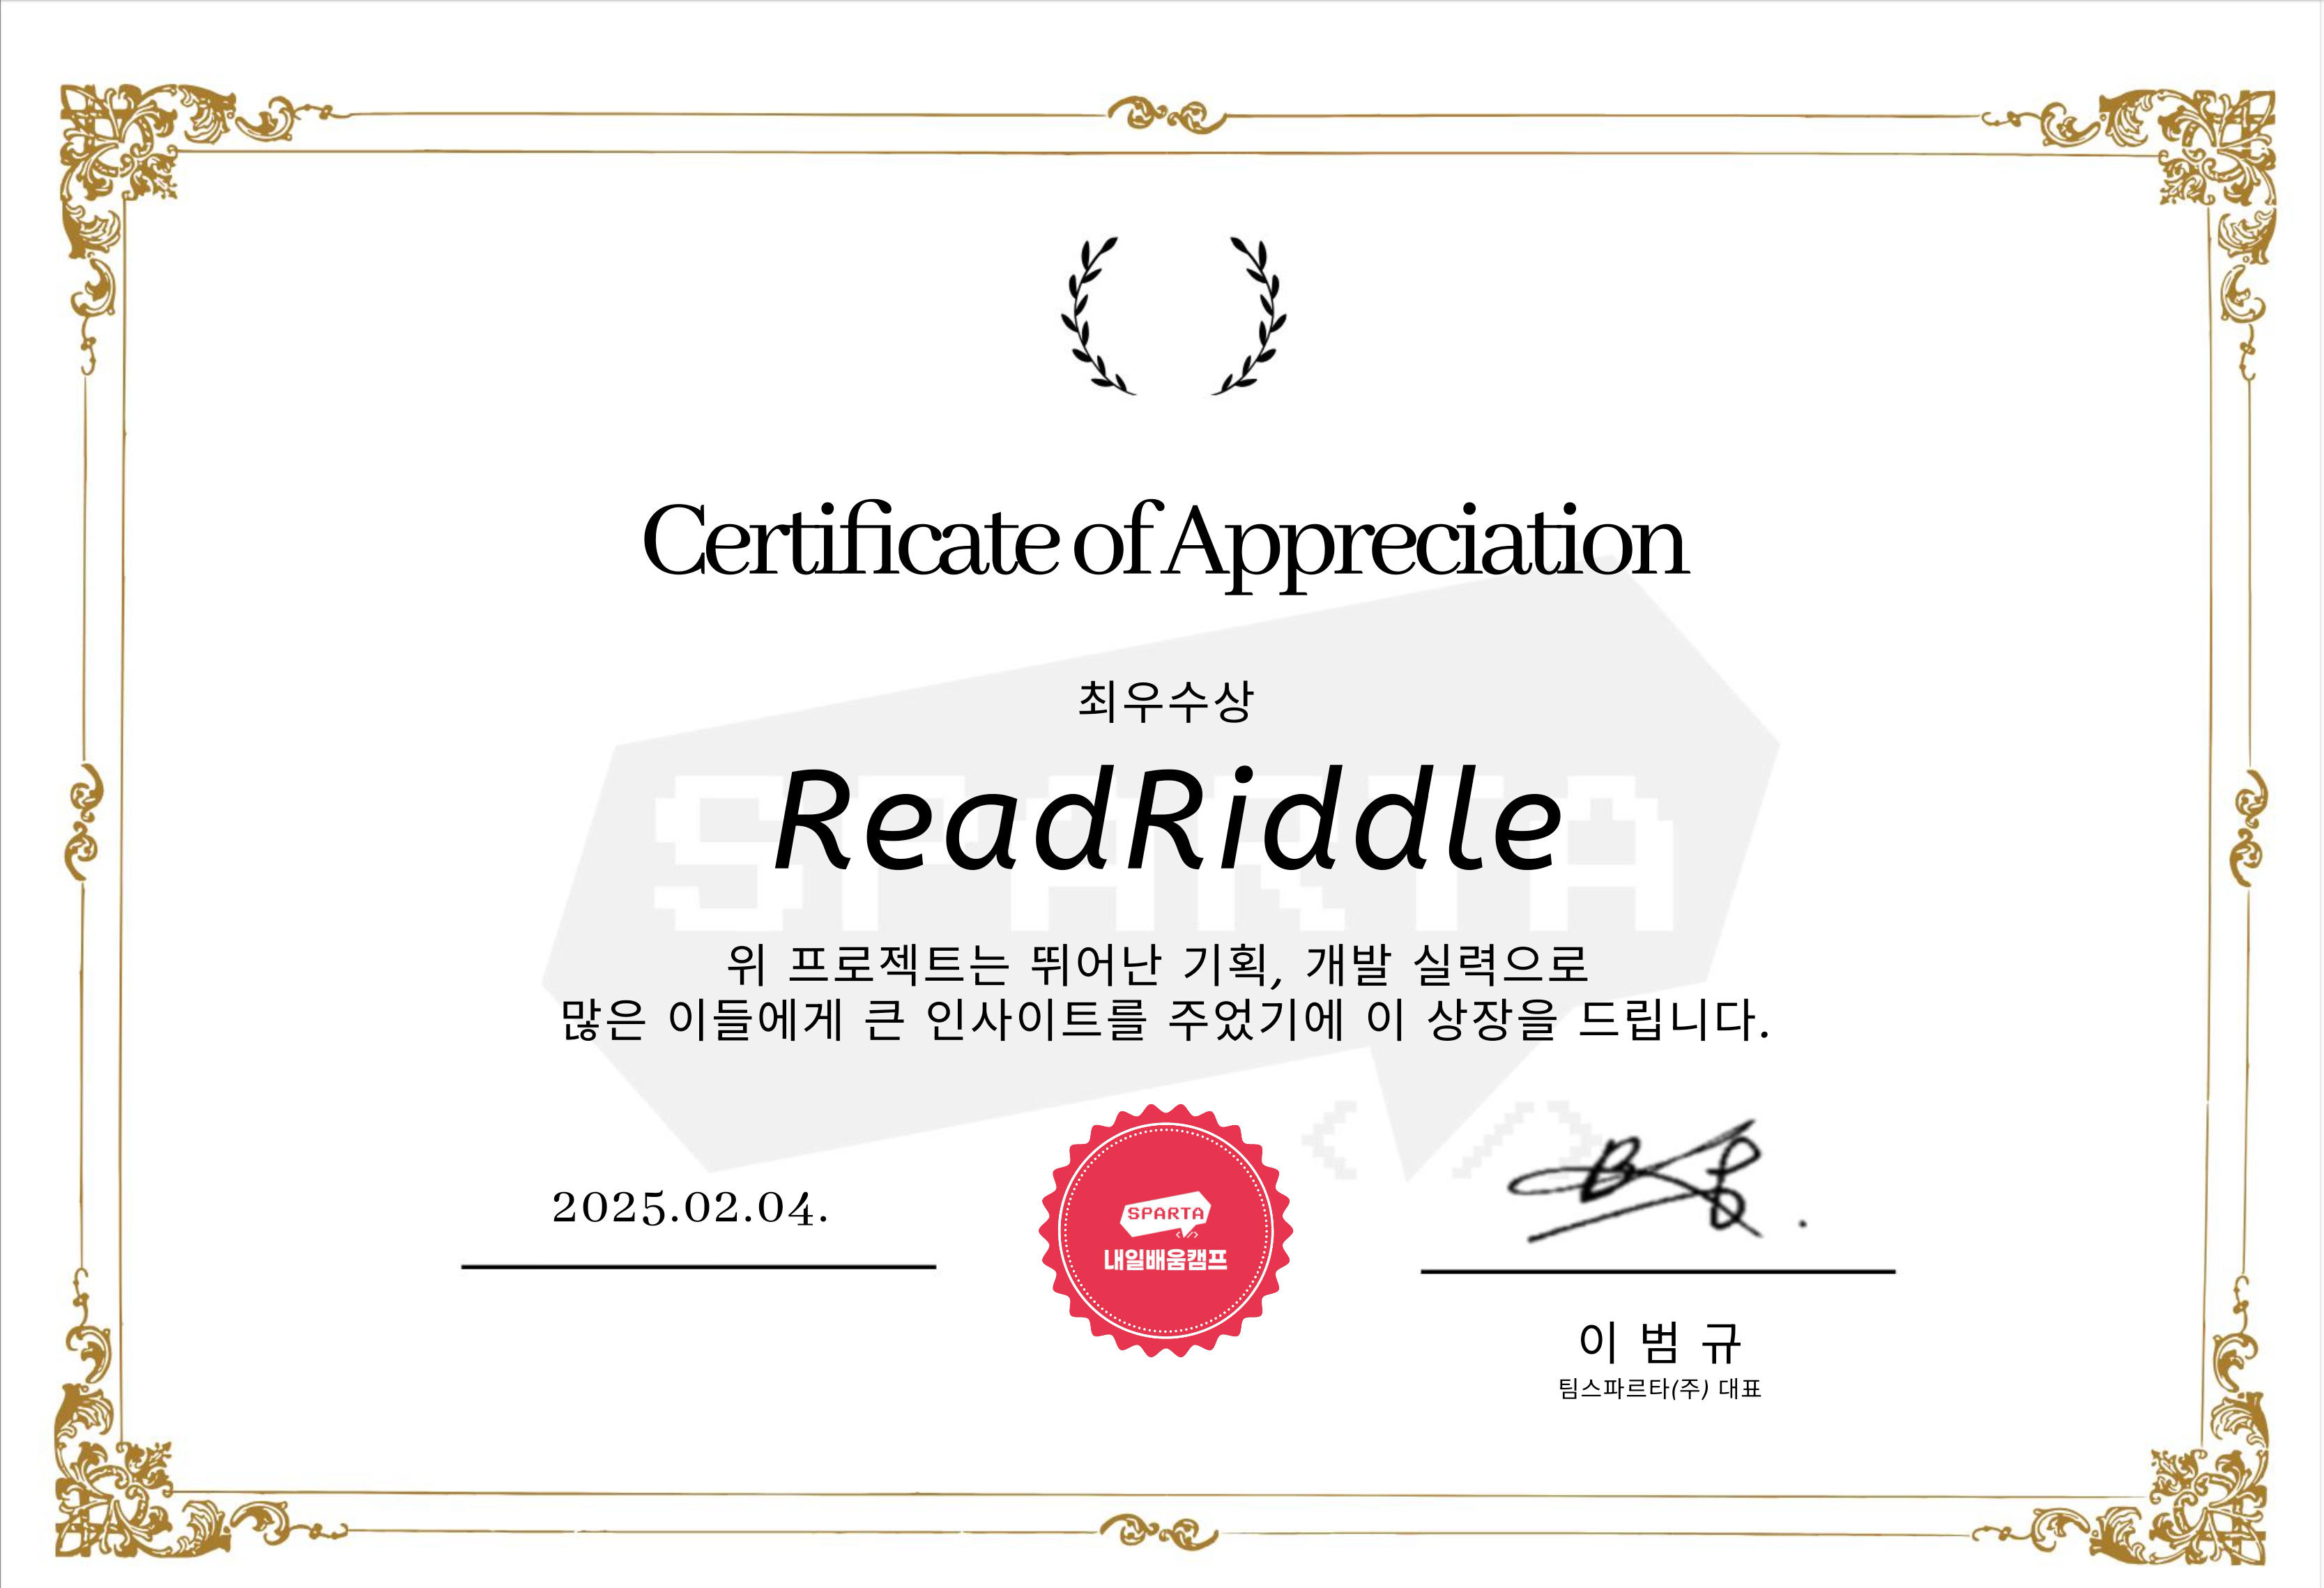 Certificate of Appreciation
최우수상
ReadRiddle
SPARTA
위 프로젝트는 뛰어난 기획, 개발 실력으로
많은 이들에게 큰 인사이트를 주었기에 이 상장을 드립니다.
</>
2025.02.04.
SPARTA
</>
내일배움캠프
이 범 규
팀스파르타(주) 대표